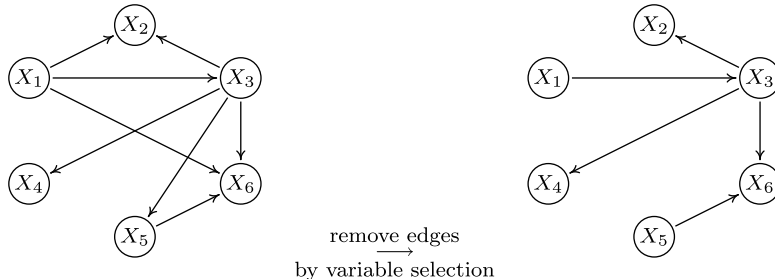 X2
X1
X3
X4
X6
X5
remove edges
by variable selection
X2
X1
X3
X4
X6
X5